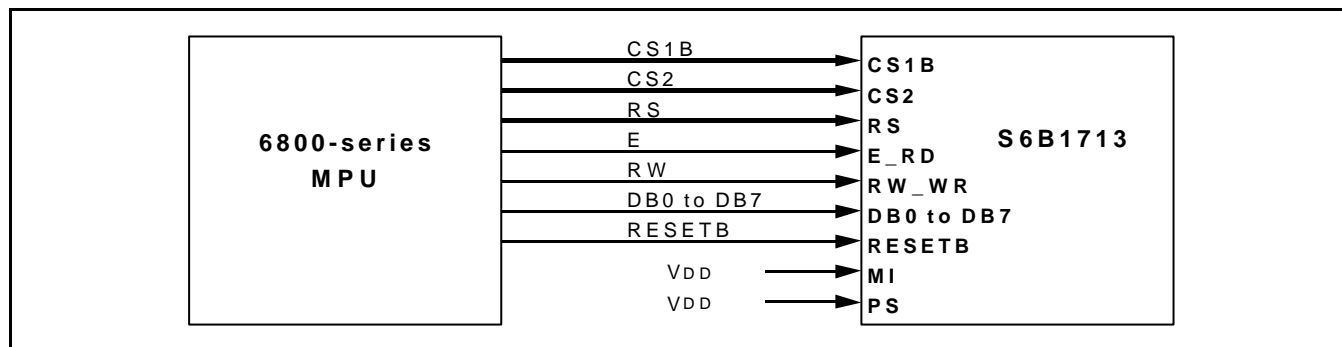 6800-series
MPU
CS1B
CS2
RS
E
RW
DB0 to DB7
RESETB
VDD
VDD
CS1B
CS2
RS
E_RD
RW_WR
DB0 to DB7
RESETB
MI
PS
S6B1713